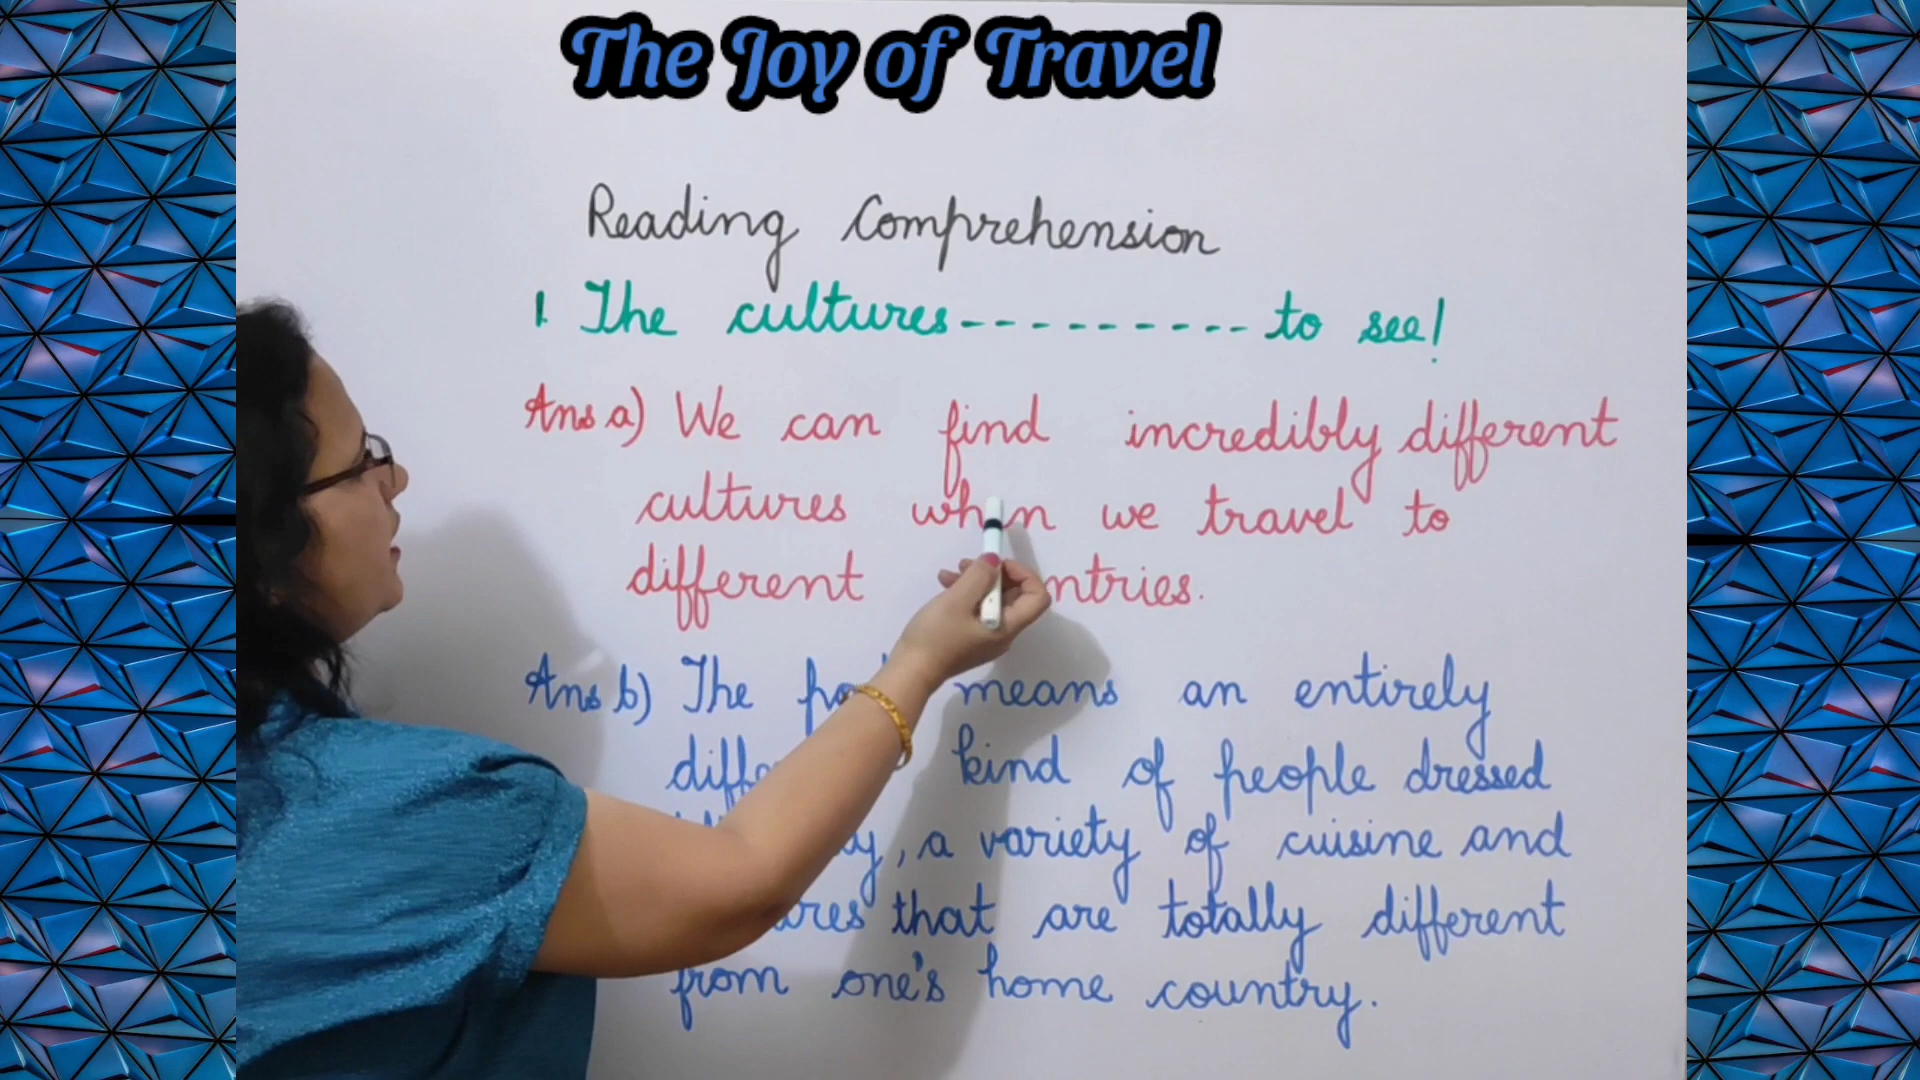 The Joy of Travel
Reading Comprehension
1. The cultures---------to see!
Ans a) We can find incredibly different
cultures when we travel to
different ntries.
Ans b) The means an entirely
kind of people dressed
, a variety of cuisine and
that are totally different
from one's home country.